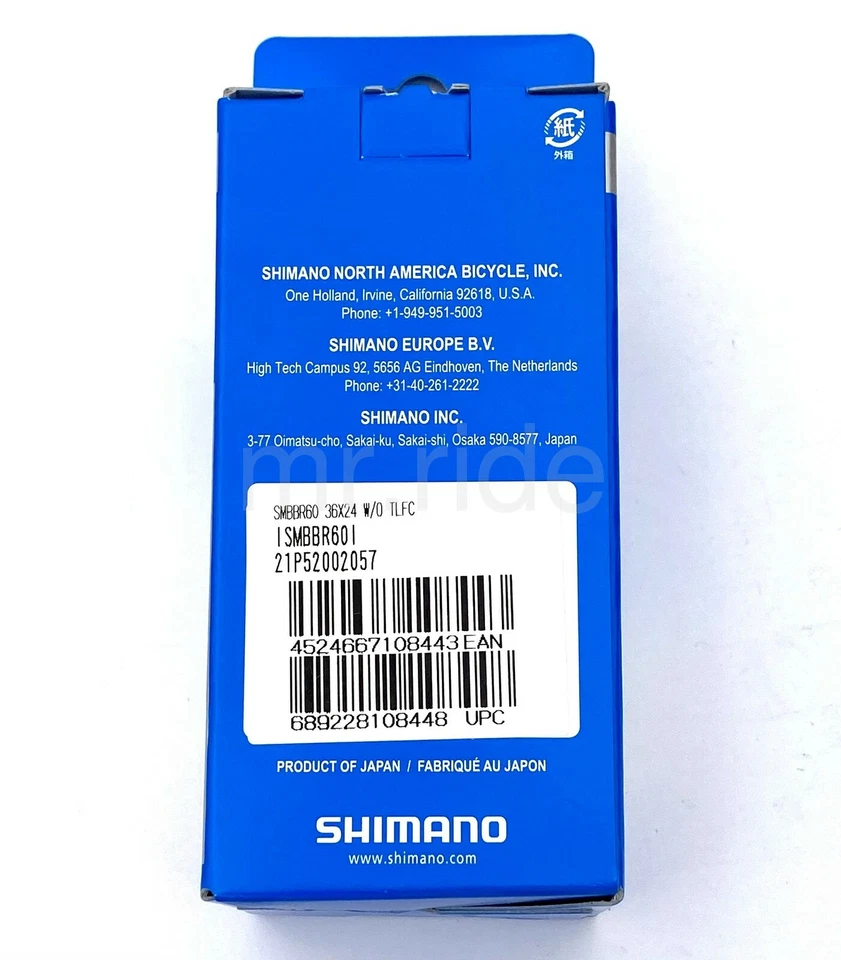 紙
外箱
SHIMANO NORTH AMERICA BICYCLE, INC.
One Holland, Irvine, California 92618, U.S.A.
Phone: +1-949-951-5003
SHIMANO EUROPE B.V.
High Tech Campus 92, 5656 AG Eindhoven, The Netherlands
Phone: +31-40-261-2222
SHIMANO INC.
3-77 Oimatsu-cho, Sakai-ku, Sakai-shi, Osaka 590-8577, Japan
mr.ride
SMBBR60 36X24 W/O TLFC
ISMBBR60I
21P52002057
4524667108443 EAN
689228108448 UPC
PRODUCT OF JAPAN / FABRIQUÉ AU JAPON
SHIMANO
www.shimano.com